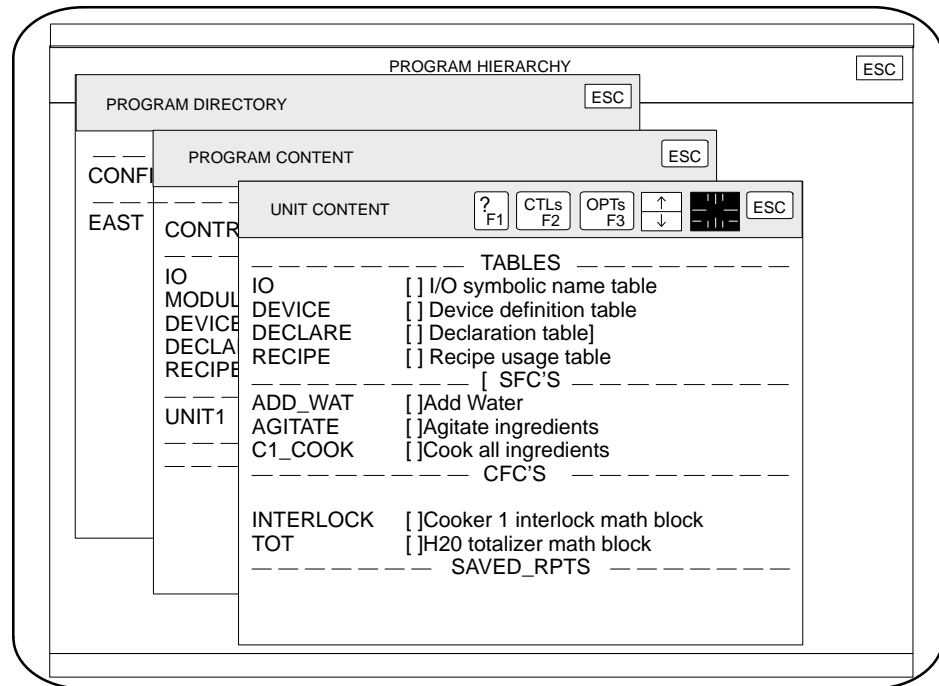 PROGRAM HIERARCHY ESC
PROGRAM DIRECTORY ESC
CONFI
EAST
PROGRAM CONTENT ESC
CONTR
IO
MODUL
DEVICE
DECLA
RECIPE
UNIT1
UNIT CONTENT ? F1 CTLs F2 OPTs F3 ↑ ↓ ESC
TABLES
IO [ ] I/O symbolic name table
DEVICE [ ] Device definition table
DECLARE [ ] Declaration table]
RECIPE [ ] Recipe usage table
[ SFC'S
ADD_WAT [ ]Add Water
AGITATE [ ]Agitate ingredients
C1_COOK [ ]Cook all ingredients
CFC'S
INTERLOCK [ ]Cooker 1 interlock math block
TOT [ ]H20 totalizer math block
SAVED_RPTS